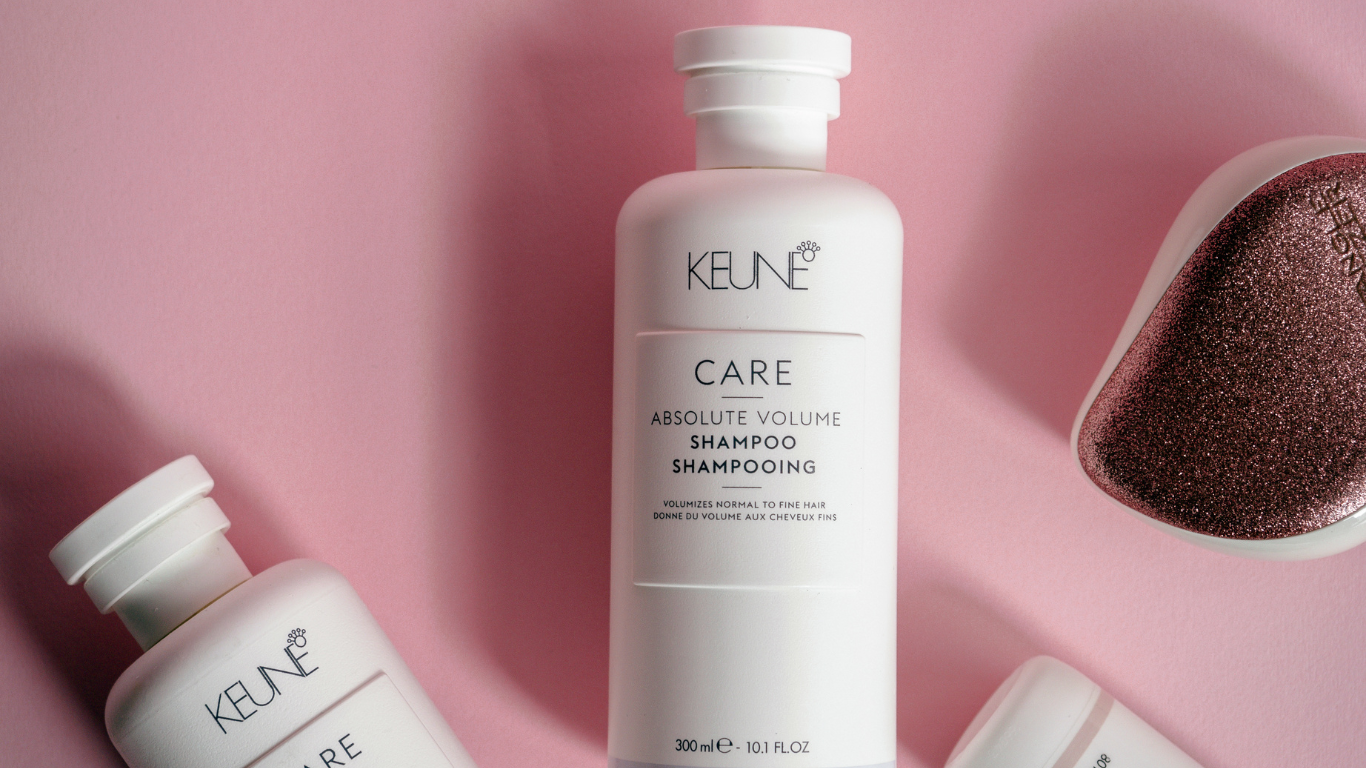 KEUNE
CARE
ABSOLUTE VOLUME
SHAMPOO
SHAMPOOING
VOLUMIZES NORMAL TO FINE HAIR
DONNE DU VOLUME AUX CHEVEUX FINS
300 ml ℮ - 10.1 FL.OZ
KEUNE
ARE